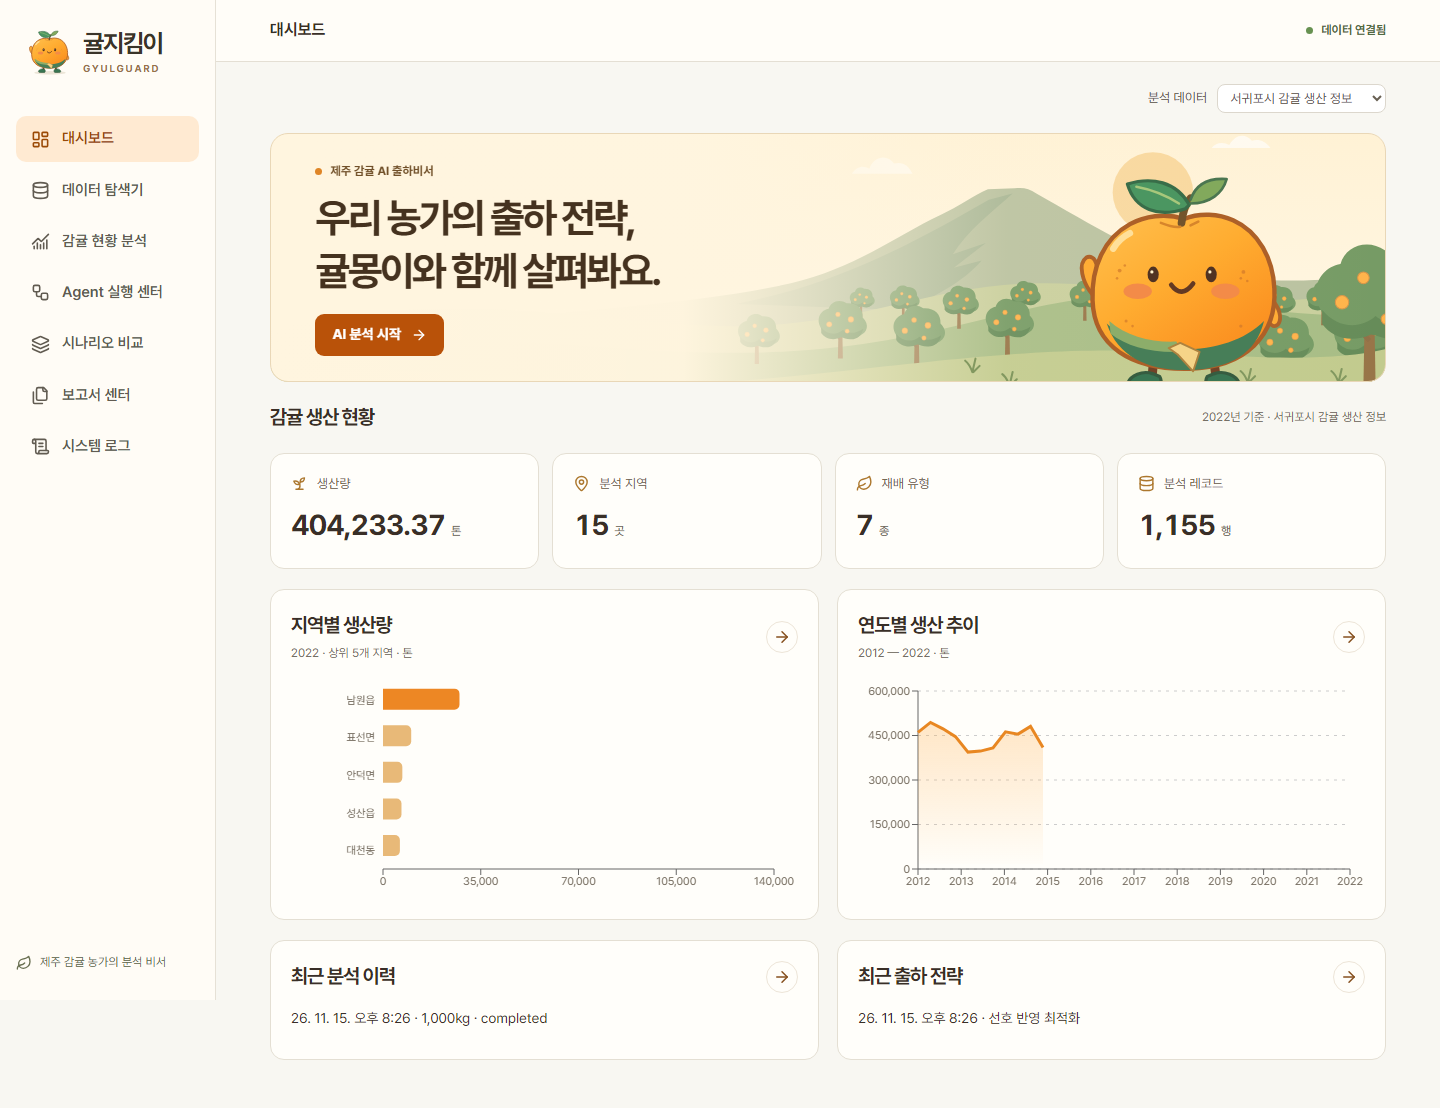 귤지킴이
GYULGUARD
대시보드
데이터 탐색기
감귤 현황 분석
Agent 실행 센터
시나리오 비교
보고서 센터
시스템 로그
제주 감귤 농가의 분석 비서
대시보드
데이터 연결됨
분석 데이터
서귀포시 감귤 생산 정보
제주 감귤 AI 출하비서
우리 농가의 출하 전략,
귤몽이와 함께 살펴봐요.
AI 분석 시작
감귤 생산 현황
2022년 기준 · 서귀포시 감귤 생산 정보
생산량
404,233.37 톤
분석 지역
15 곳
재배 유형
7 종
분석 레코드
1,155 행
지역별 생산량
2022 · 상위 5개 지역 · 톤
남원읍
표선면
안덕면
성산읍
대천동
0 35,000 70,000 105,000 140,000
연도별 생산 추이
2012 — 2022 · 톤
600,000
450,000
300,000
150,000
0
2012 2013 2014 2015 2016 2017 2018 2019 2020 2021 2022
최근 분석 이력
26. 11. 15. 오후 8:26 · 1,000kg · completed
최근 출하 전략
26. 11. 15. 오후 8:26 · 선호 반영 최적화